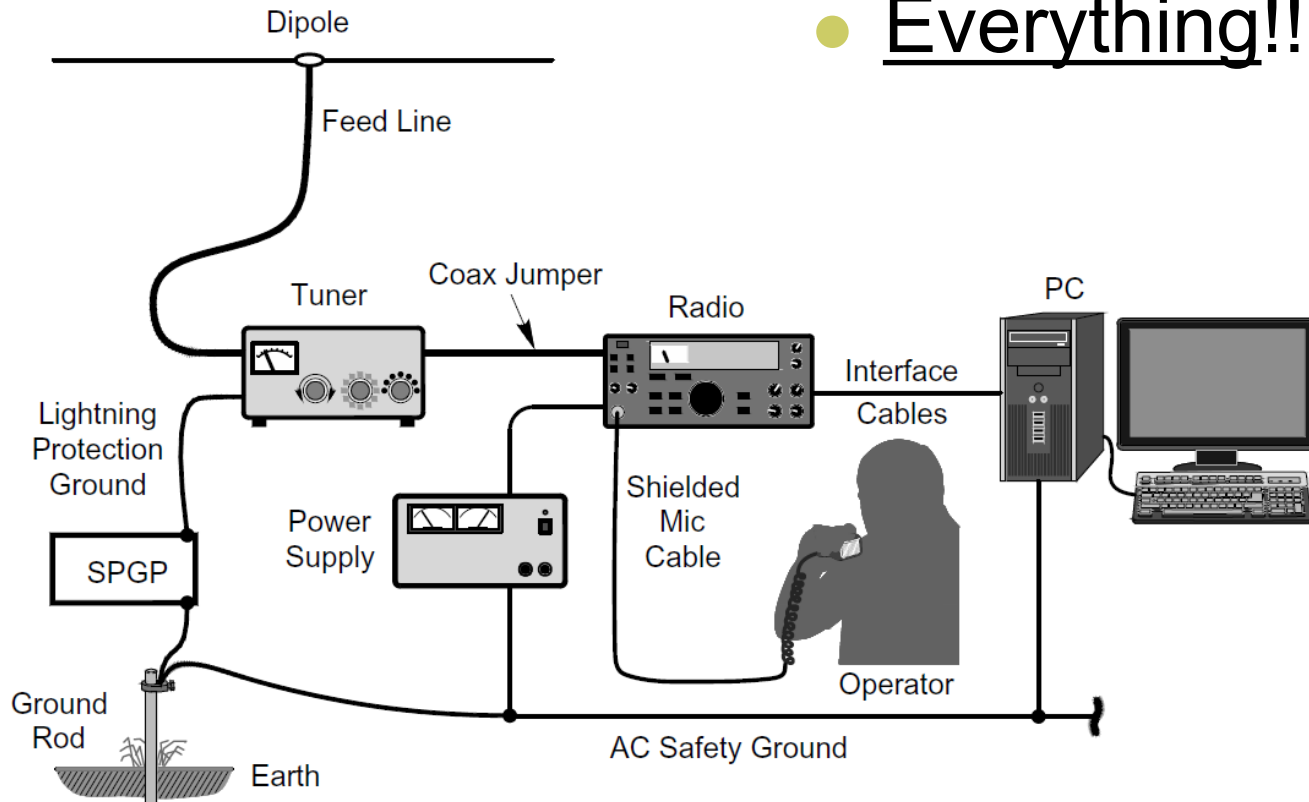 Everything!!
Dipole
Feed Line
Coax Jumper
Tuner
Radio
PC
Interface
Cables
Lightning
Protection
Ground
Power
Supply
Shielded
Mic
Cable
SPGP
Operator
Ground
Rod
AC Safety Ground
Earth